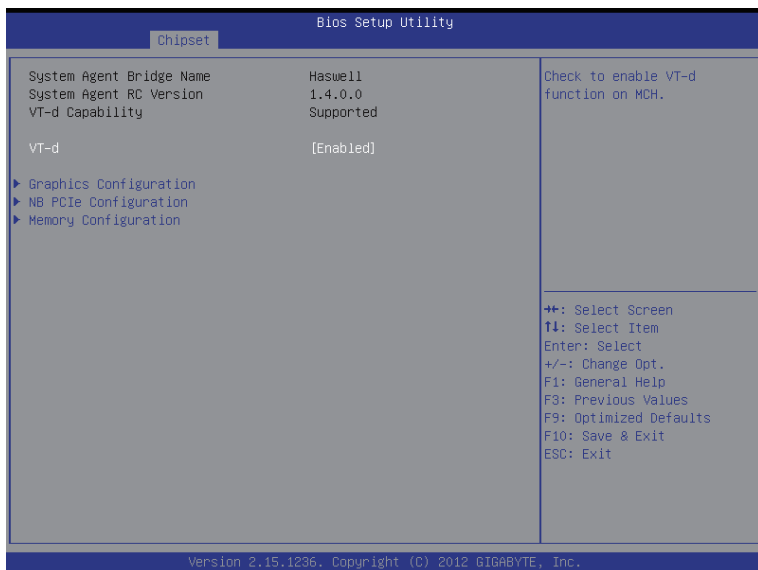 Bios Setup Utility
Chipset
System Agent Bridge Name Haswell
System Agent RC Version 1.4.0.0
VT-d Capability Supported
VT-d [Enabled]
Graphics Configuration
NB PCIe Configuration
Memory Configuration
Check to enable VT-d
function on MCH.
→←: Select Screen
↑↓: Select Item
Enter: Select
+/-: Change Opt.
F1: General Help
F3: Previous Values
F9: Optimized Defaults
F10: Save & Exit
ESC: Exit
Version 2.15.1236. Copyright (C) 2012 GIGABYTE, Inc.